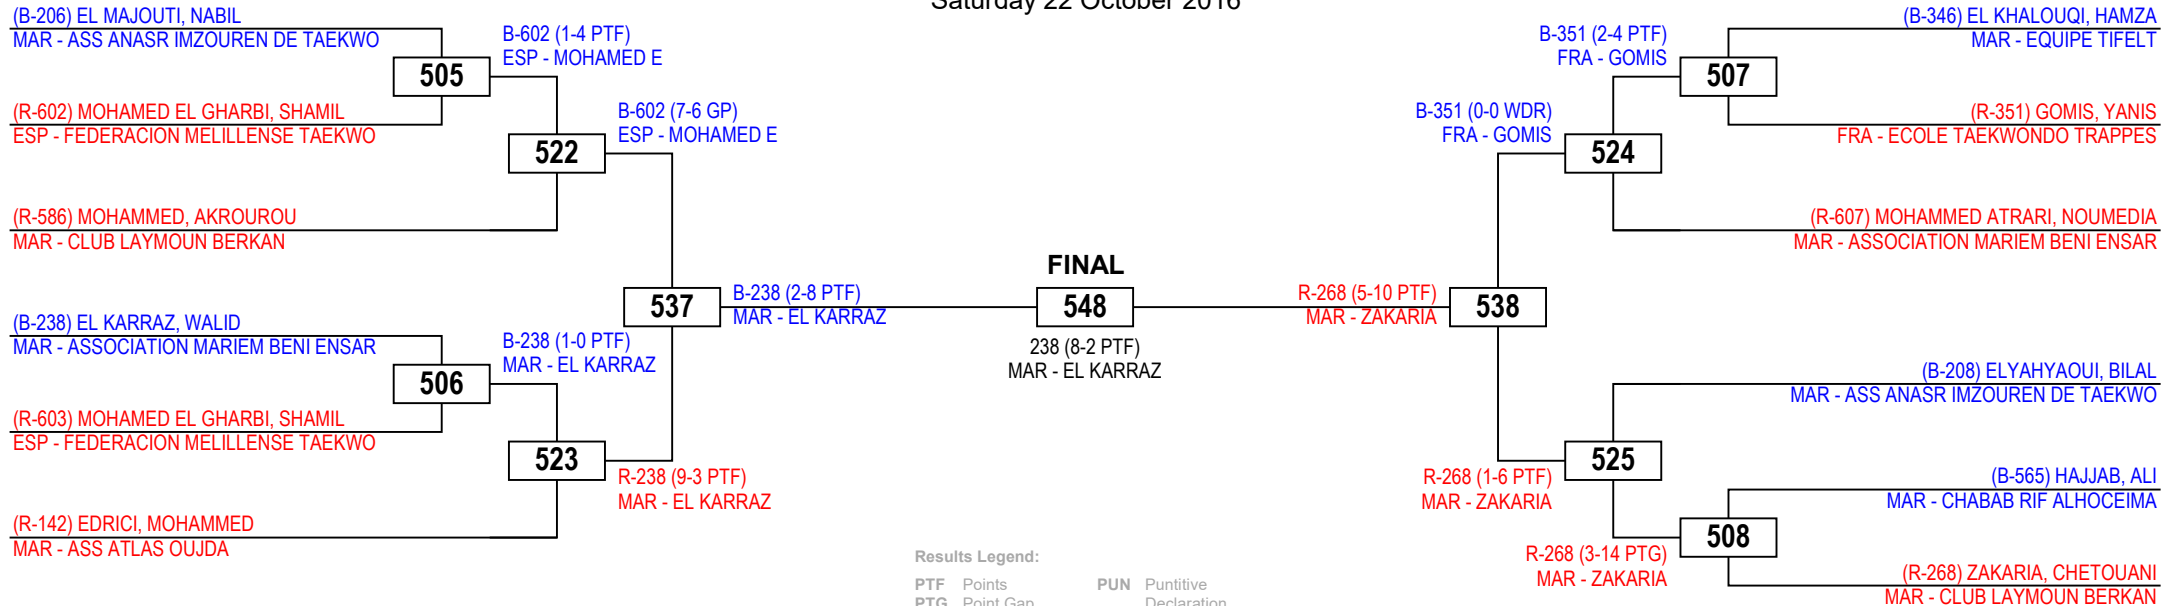 Saturday 22 October 2016
(B-206) EL MAJOUTI, NABIL
MAR - ASS ANASR IMZOUREN DE TAEKWO
505
(R-602) MOHAMED EL GHARBI, SHAMIL
ESP - FEDERACION MELILLENSE TAEKWO
B-602 (1-4 PTF)
ESP - MOHAMED E
522
(R-586) MOHAMMED, AKROUROU
MAR - CLUB LAYMOUN BERKAN
B-602 (7-6 GP)
ESP - MOHAMED E
537
(B-238) EL KARRAZ, WALID
MAR - ASSOCIATION MARIEM BENI ENSAR
506
(R-603) MOHAMED EL GHARBI, SHAMIL
ESP - FEDERACION MELILLENSE TAEKWO
B-238 (1-0 PTF)
MAR - EL KARRAZ
523
(R-142) EDRICI, MOHAMMED
MAR - ASS ATLAS OUJDA
R-238 (9-3 PTF)
MAR - EL KARRAZ
B-238 (2-8 PTF)
MAR - EL KARRAZ
FINAL
548
238 (8-2 PTF)
MAR - EL KARRAZ
R-268 (5-10 PTF)
MAR - ZAKARIA
538
B-351 (0-0 WDR)
FRA - GOMIS
524
B-351 (2-4 PTF)
FRA - GOMIS
507
(B-346) EL KHALOUQI, HAMZA
MAR - EQUIPE TIFELT
(R-351) GOMIS, YANIS
FRA - ECOLE TAEKWONDO TRAPPES
(R-607) MOHAMMED ATRARI, NOUMEDIA
MAR - ASSOCIATION MARIEM BENI ENSAR
(B-208) ELYAHYAOUI, BILAL
MAR - ASS ANASR IMZOUREN DE TAEKWO
525
R-268 (1-6 PTF)
MAR - ZAKARIA
(B-565) HAJJAB, ALI
MAR - CHABAB RIF ALHOCEIMA
508
R-268 (3-14 PTG)
MAR - ZAKARIA
(R-268) ZAKARIA, CHETOUANI
MAR - CLUB LAYMOUN BERKAN
Results Legend:
PTF Points PUN Puntitive
PTG Point Gap Declaration